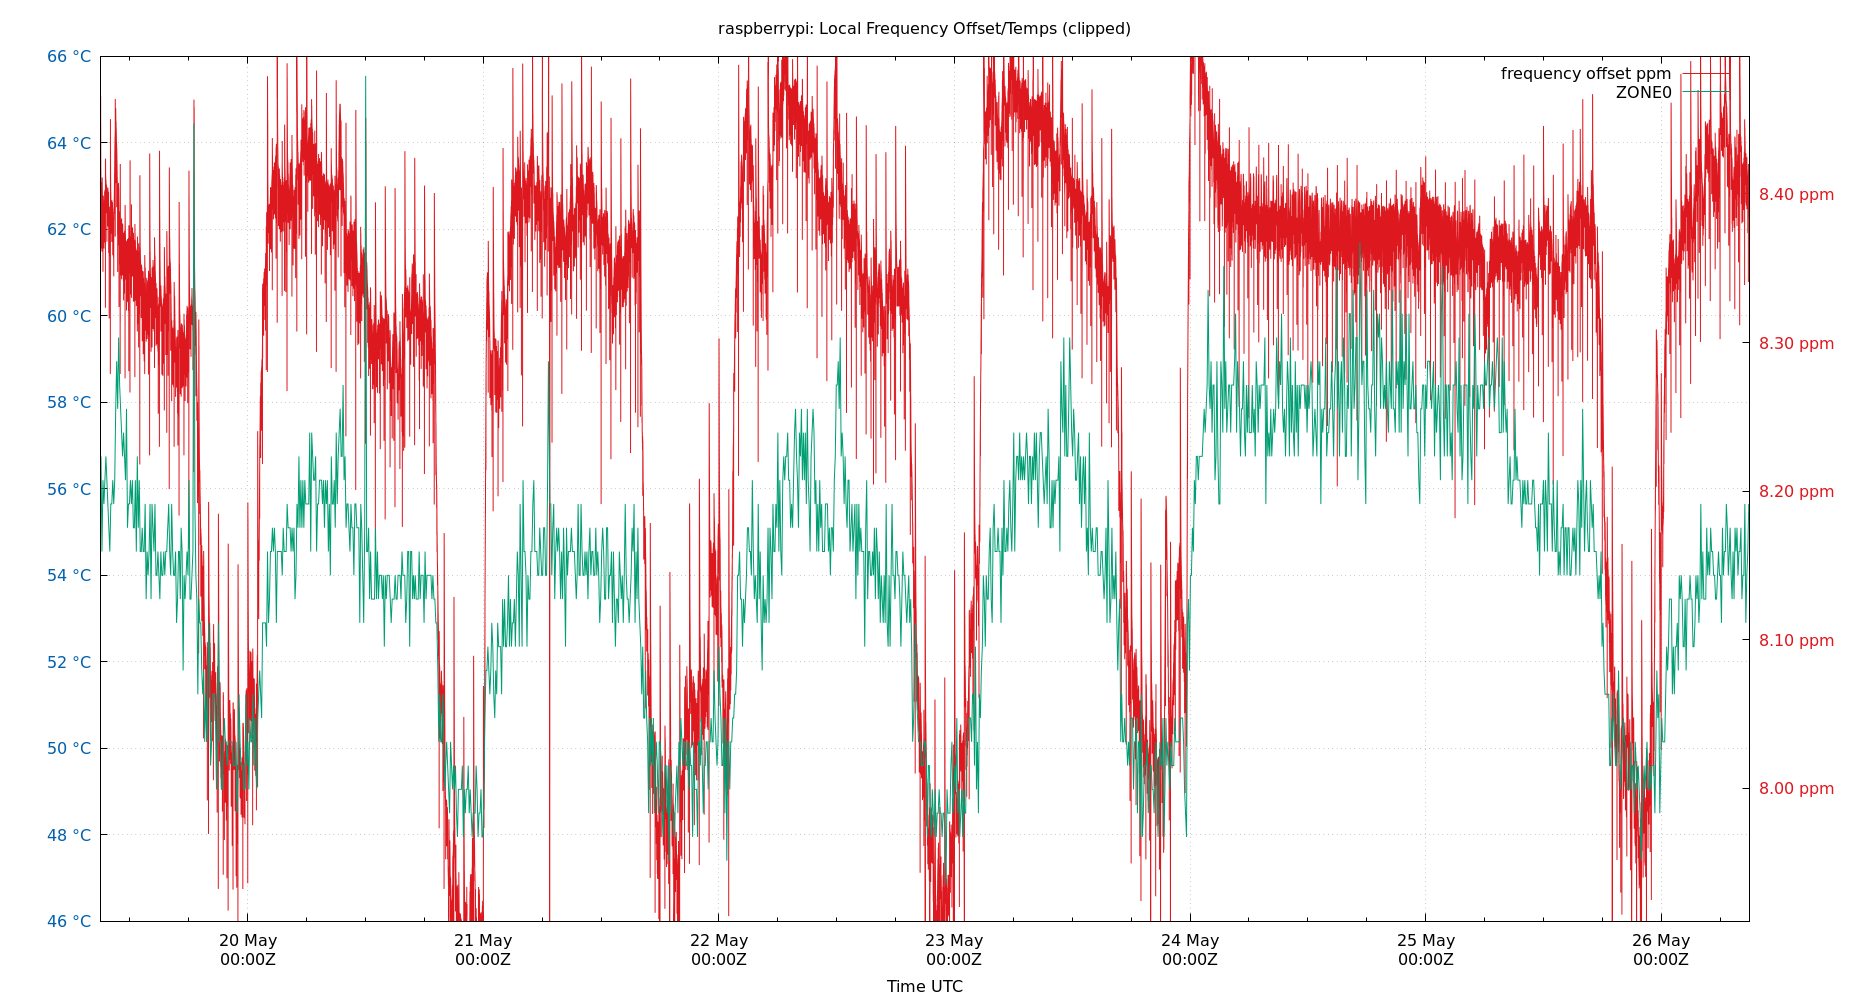 raspberrypi: Local Frequency Offset/Temps (clipped)
frequency offset ppm
ZONE0
66 °C
64 °C
62 °C
60 °C
58 °C
56 °C
54 °C
52 °C
50 °C
48 °C
46 °C
8.40 ppm
8.30 ppm
8.20 ppm
8.10 ppm
8.00 ppm
20 May
00:00Z
21 May
00:00Z
22 May
00:00Z
23 May
00:00Z
24 May
00:00Z
25 May
00:00Z
26 May
00:00Z
Time UTC